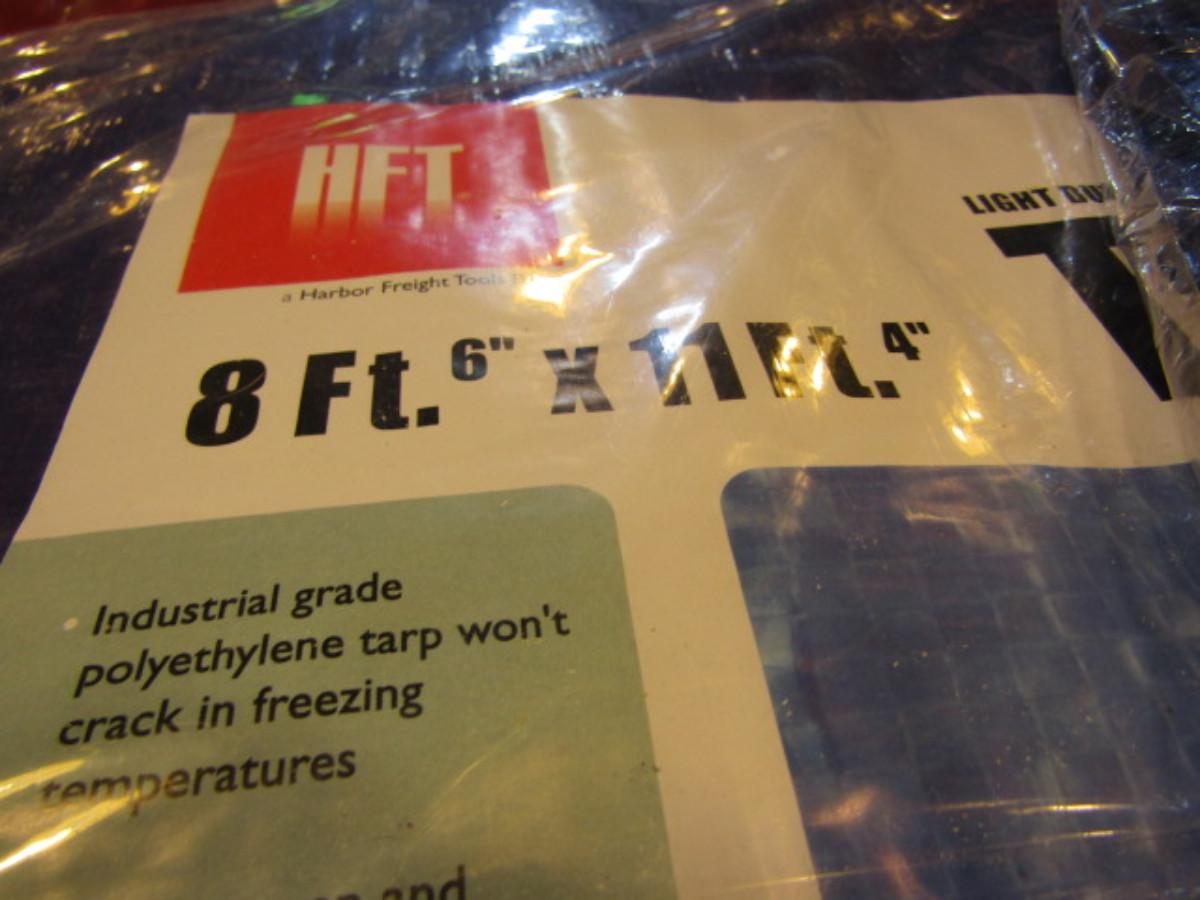 HFT
a Harbor Freight Tools
LIGHT
8 Ft. 6" x 11 Ft. 4"
• Industrial grade
polyethylene tarp won't
crack in freezing
temperatures
and